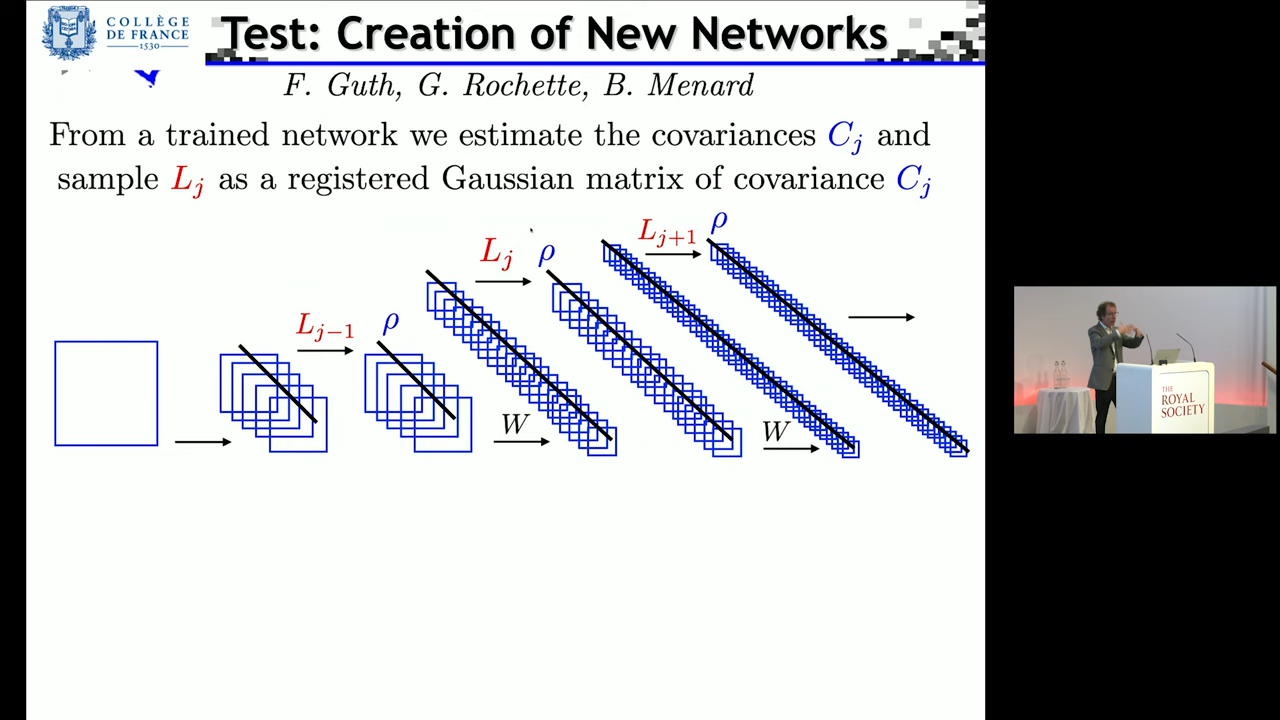 COLLÈGE
DE FRANCE
1530
Test: Creation of New Networks
F. Guth, G. Rochette, B. Menard
From a trained network we estimate the covariances C_j and
sample L_j as a registered Gaussian matrix of covariance C_j
L_{j−1}
ρ
L_j
ρ
L_{j+1}
ρ
W
W
THE
ROYAL
SOCIETY